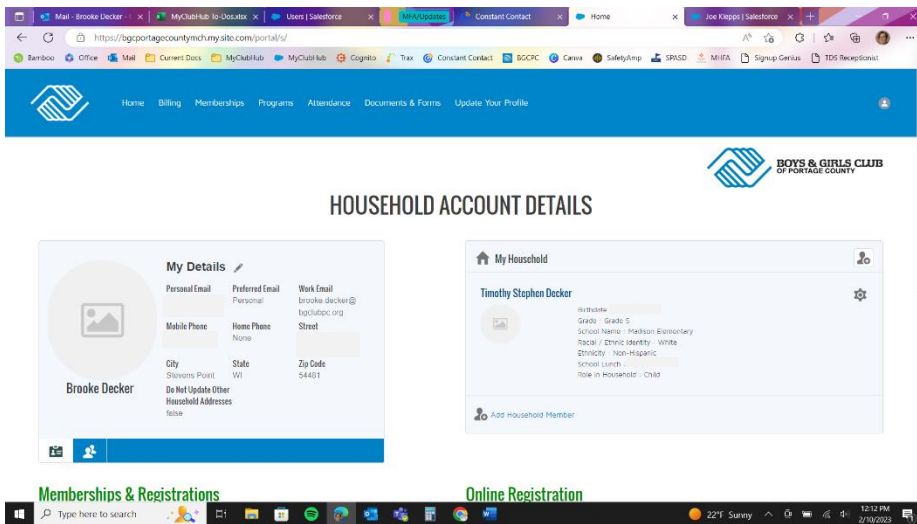 Mail - Brooke Decker -
MyClubHub To-Dos.xlsx
Users | Salesforce
MHA/Updates
Constant Contact
Home
Joe Klepps | Salesforce
https://bgcportagecountymch.my.site.com/portal/s/
Bamboo Office Mail Current Docs MyClubHub MyClubHub Cognito Trax Constant Contact BGCPC Canva SafetyAmp SPASD MHFA Signup Genius TDS Receptionist
Home Billing Memberships Programs Attendance Documents & Forms Update Your Profile
BOYS & GIRLS CLUB
OF PORTAGE COUNTY
HOUSEHOLD ACCOUNT DETAILS
My Details
Personal Email Preferred Email Work Email
Personal brooke.decker@
bgclubpc.org
Mobile Phone Home Phone Street
None
City State Zip Code
Stevens Point WI 54481
Do Not Update Other
Household Addresses
false
Brooke Decker
My Household
Timothy Stephen Decker
Birthdate
Grade : Grade 5
School Name : Madison Elementary
Racial / Ethnic Identity : White
Ethnicity : Non-Hispanic
School Lunch :
Role in Household : Child
Add Household Member
Memberships & Registrations
Online Registration
Type here to search
22°F Sunny
12:12 PM
2/10/2023